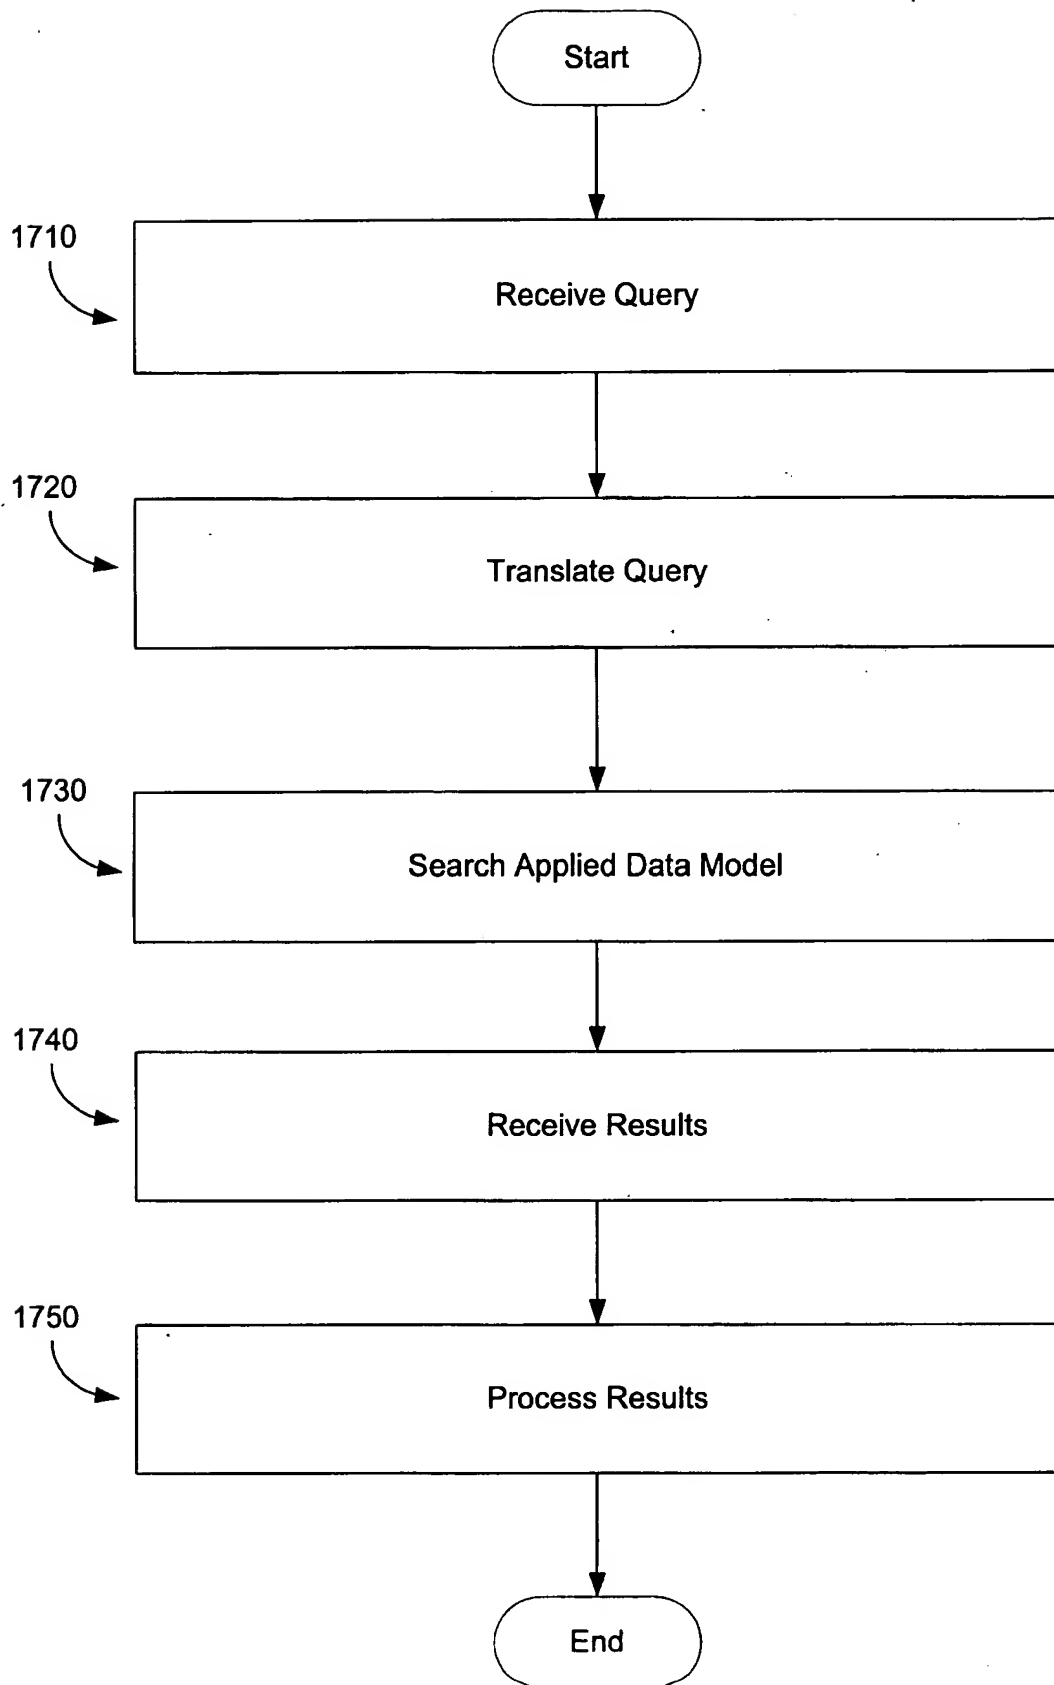 Start
1710
Receive Query
1720
Translate Query
1730
Search Applied Data Model
1740
Receive Results
1750
Process Results
End